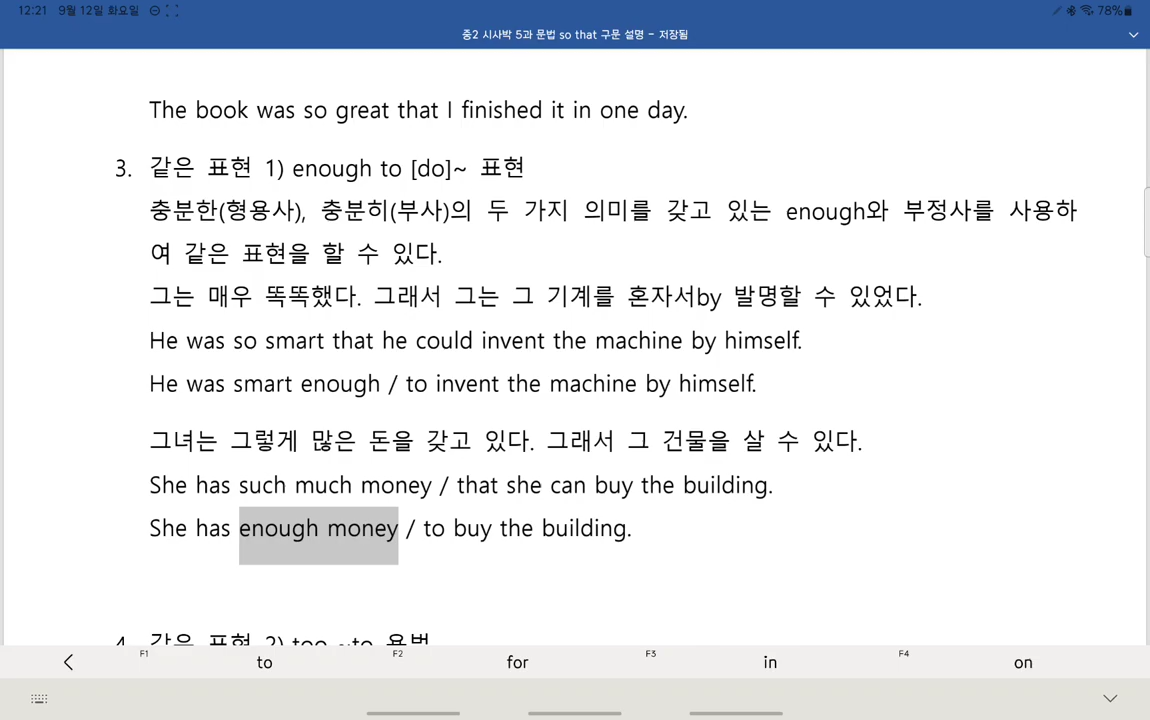 12:21 9월 12일 화요일
78%
중2 시사박 5과 문법 so that 구문 설명 – 저장됨
The book was so great that I finished it in one day.
3. 같은 표현 1) enough to [do]~ 표현
충분한(형용사), 충분히(부사)의 두 가지 의미를 갖고 있는 enough와 부정사를 사용하
여 같은 표현을 할 수 있다.
그는 매우 똑똑했다. 그래서 그는 그 기계를 혼자서by 발명할 수 있었다.
He was so smart that he could invent the machine by himself.
He was smart enough / to invent the machine by himself.
그녀는 그렇게 많은 돈을 갖고 있다. 그래서 그 건물을 살 수 있다.
She has such much money / that she can buy the building.
She has enough money / to buy the building.
4. 같은 표현 2) too ~to 용법
F1 to F2 for F3 in F4 on